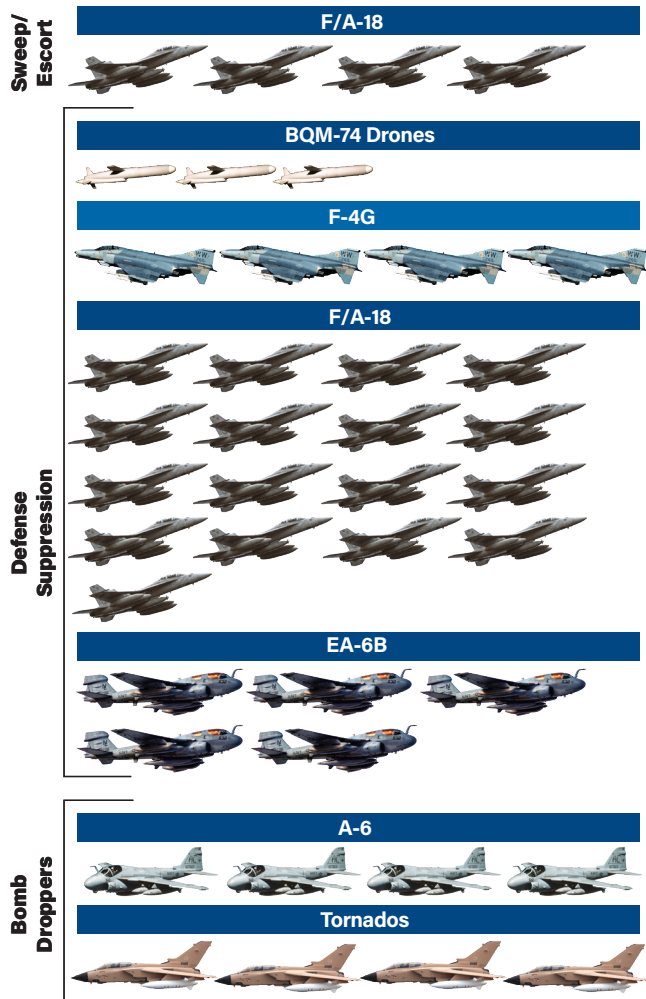 Sweep/
Escort
F/A-18
Defense
Suppression
BQM-74 Drones
F-4G
F/A-18
EA-6B
Bomb
Droppers
A-6
Tornados